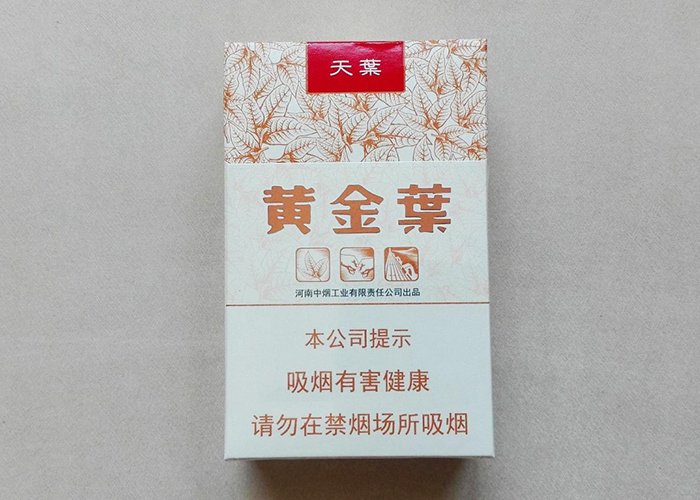 天葉
黄金葉
河南中烟工业有限责任公司出品
本公司提示
吸烟有害健康
请勿在禁烟场所吸烟